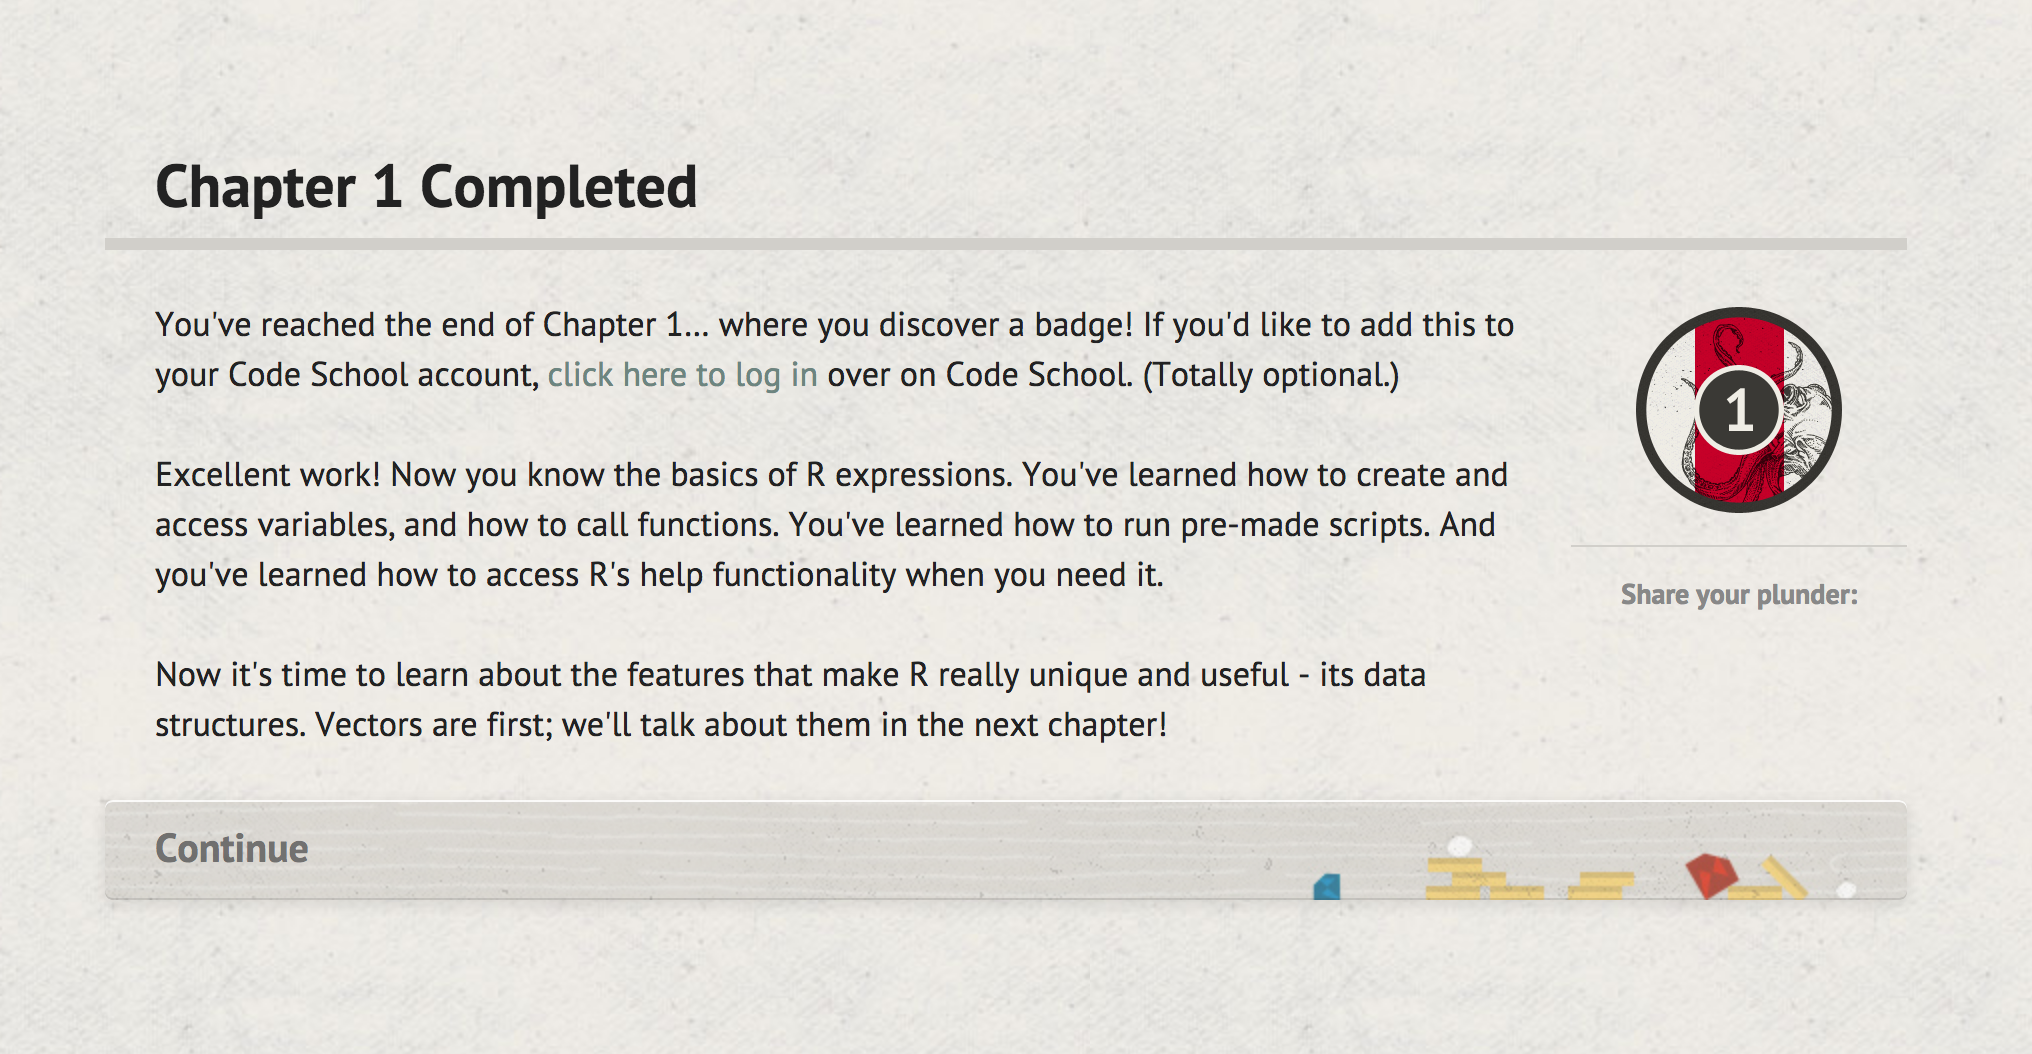 Chapter 1 Completed
You've reached the end of Chapter 1... where you discover a badge! If you'd like to add this to
your Code School account, click here to log in over on Code School. (Totally optional.)
Excellent work! Now you know the basics of R expressions. You've learned how to create and
access variables, and how to call functions. You've learned how to run pre-made scripts. And
you've learned how to access R's help functionality when you need it.
Now it's time to learn about the features that make R really unique and useful - its data
structures. Vectors are first; we'll talk about them in the next chapter!
1
Share your plunder:
Continue